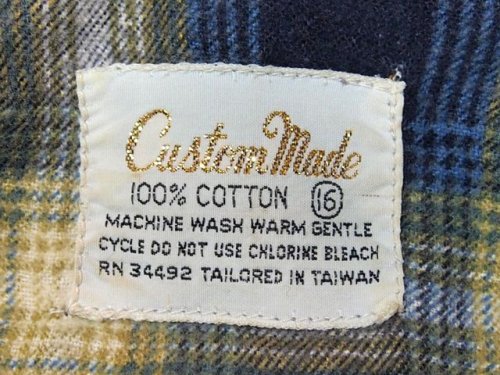 Custom Made
100% COTTON 16
MACHINE WASH WARM GENTLE
CYCLE DO NOT USE CHLORINE BLEACH
RN 34492 TAILORED IN TAIWAN